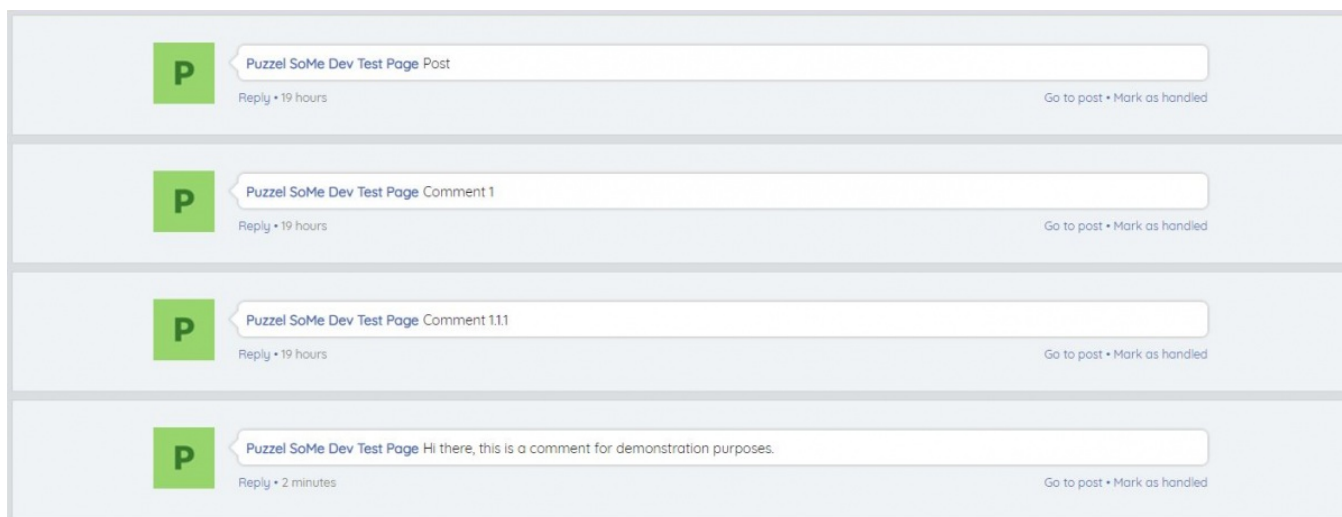 P
Puzzel SoMe Dev Test Page Post
Reply • 19 hours
Go to post • Mark as handled
P
Puzzel SoMe Dev Test Page Comment 1
Reply • 19 hours
Go to post • Mark as handled
P
Puzzel SoMe Dev Test Page Comment 1.1.1
Reply • 19 hours
Go to post • Mark as handled
P
Puzzel SoMe Dev Test Page Hi there, this is a comment for demonstration purposes.
Reply • 2 minutes
Go to post • Mark as handled